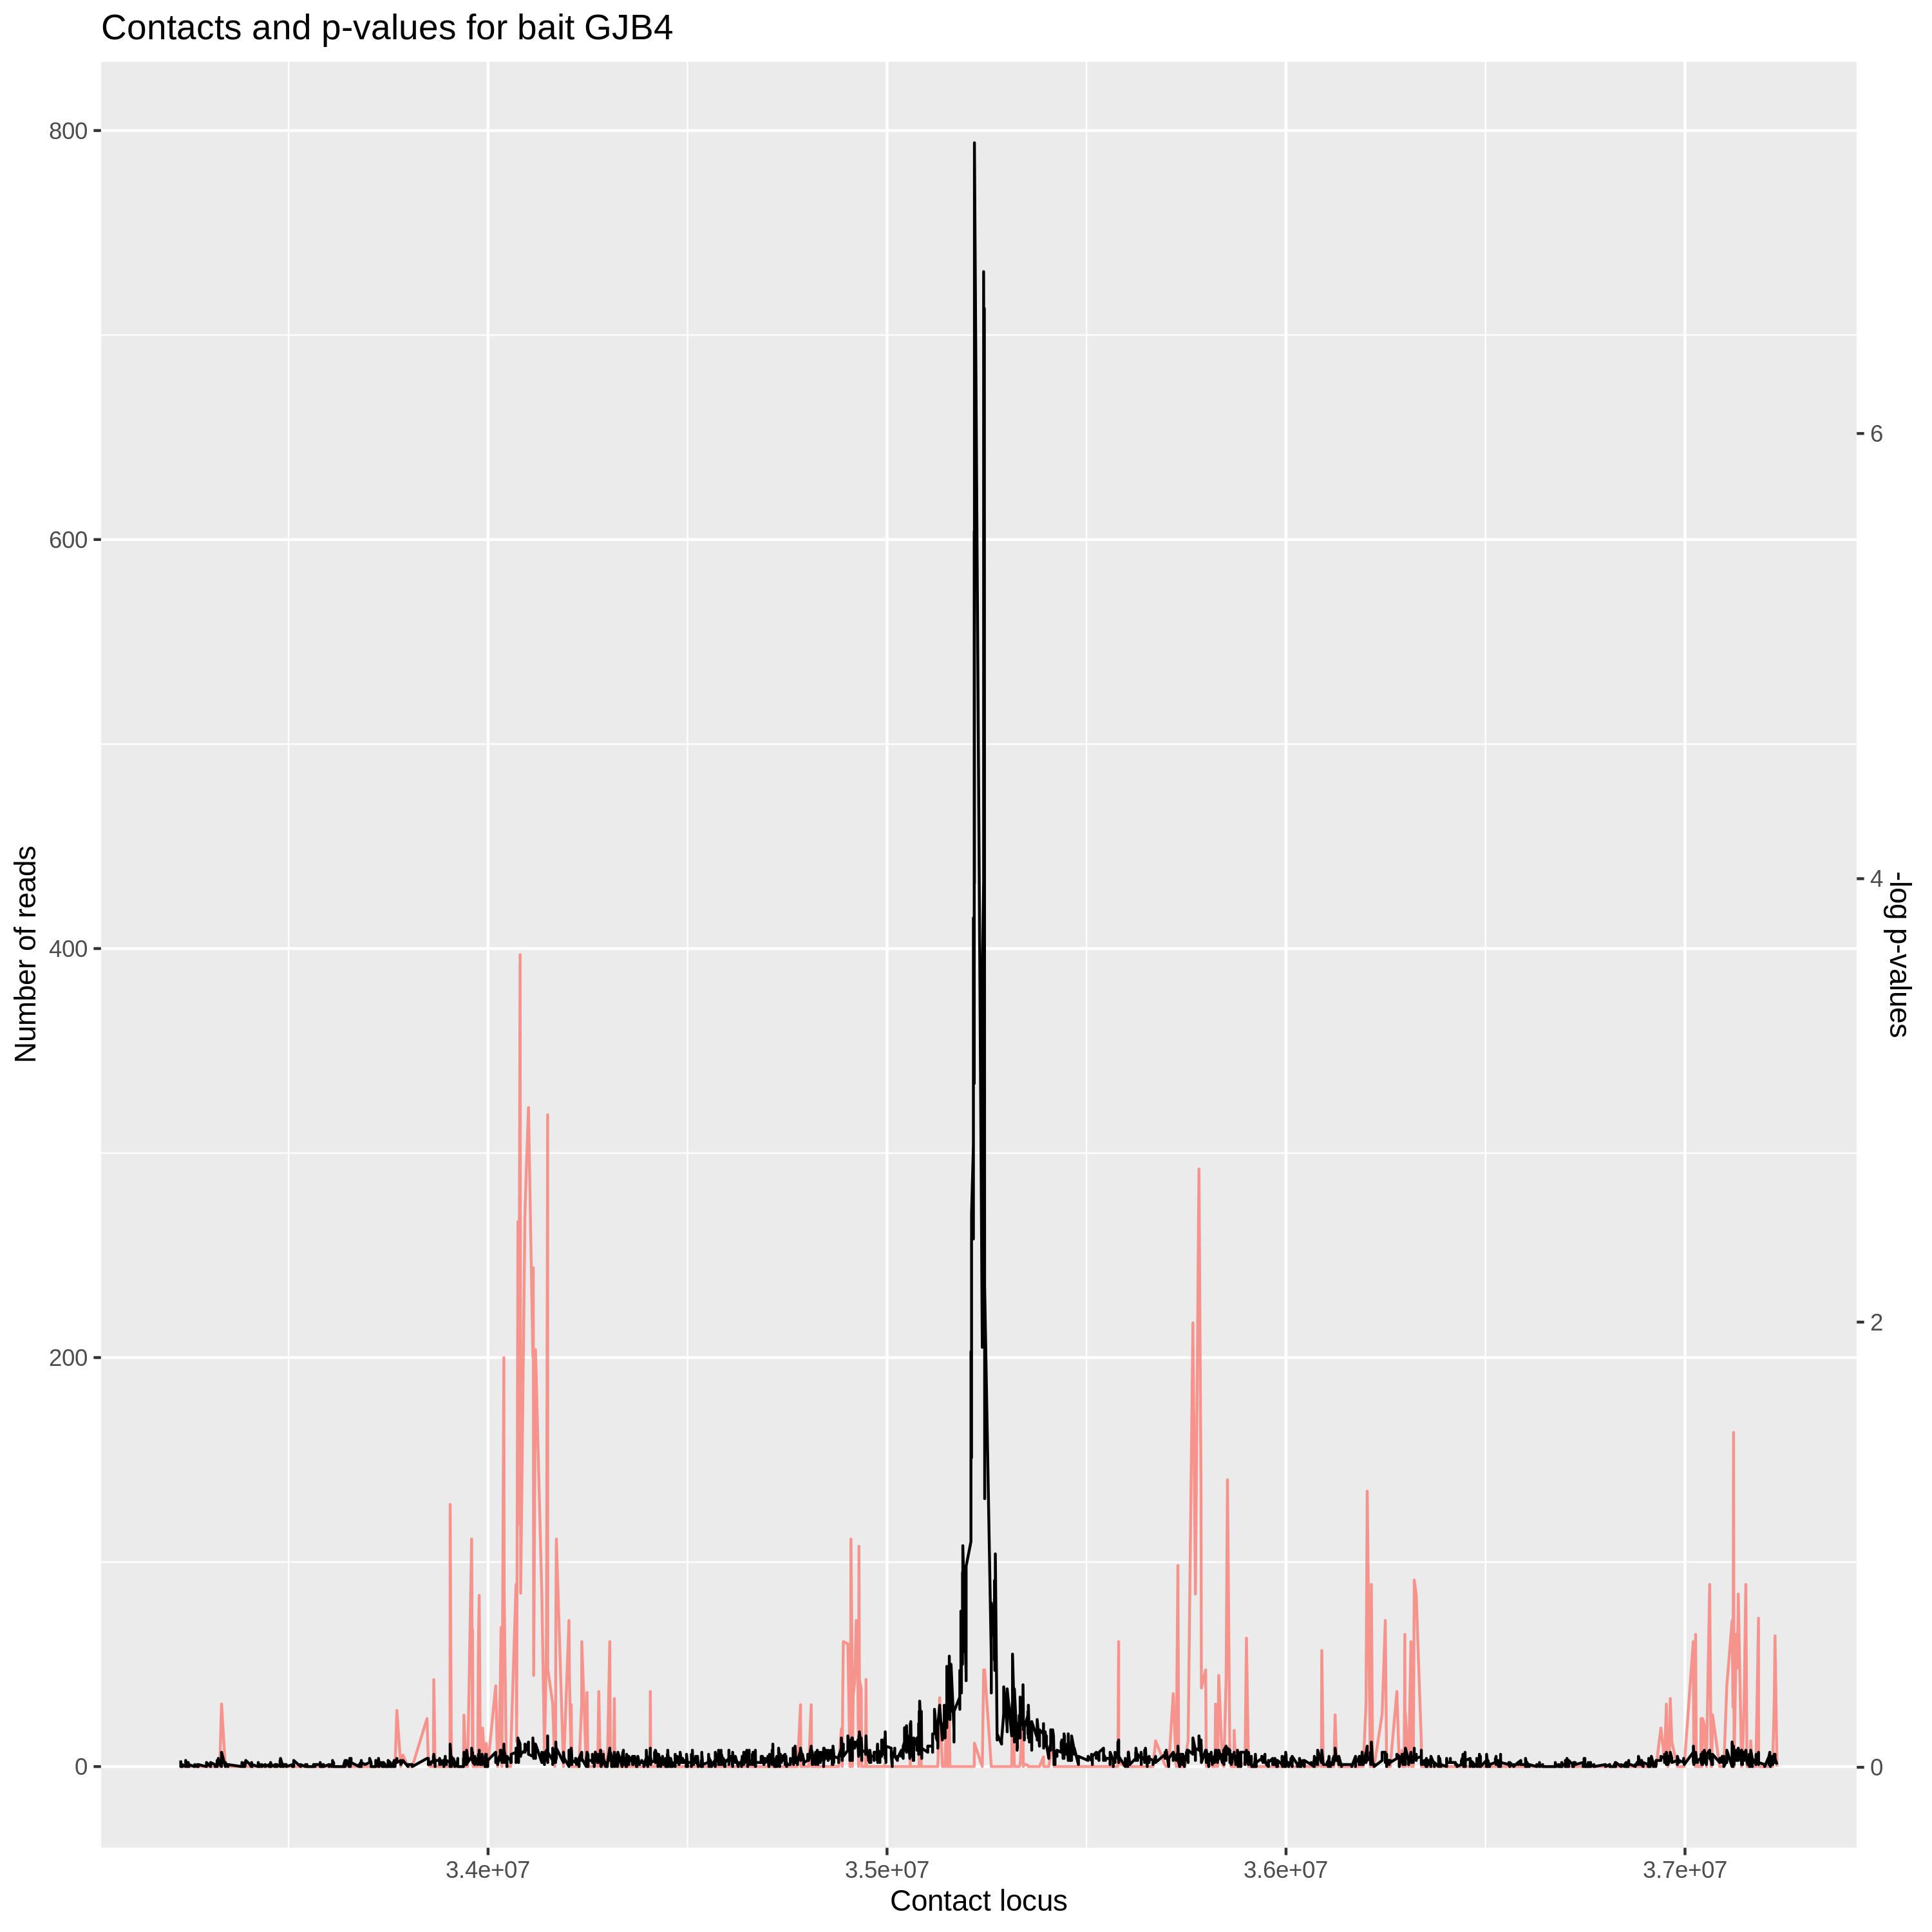 Contacts and p-values for bait GJB4
800
600
400
200
0
Number of reads
6
4
2
0
-log p-values
3.4e+07
3.5e+07
3.6e+07
3.7e+07
Contact locus